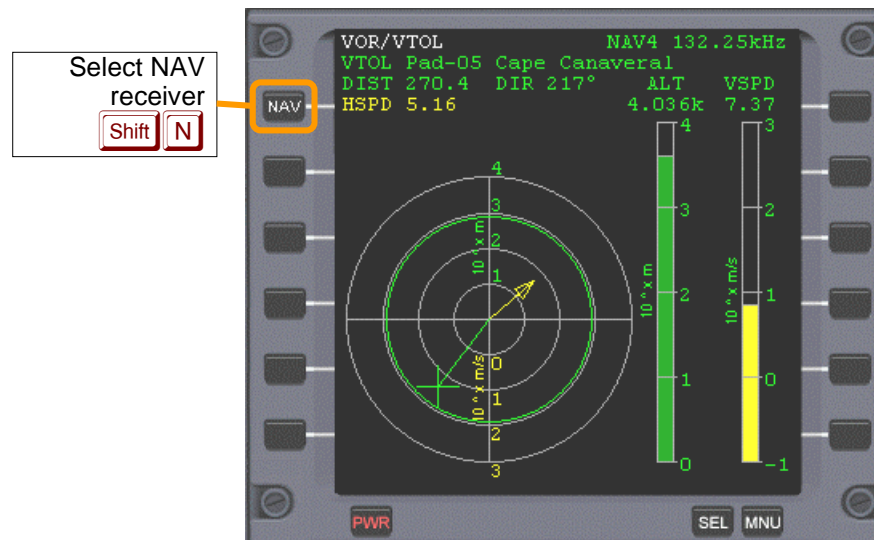 Select NAV
receiver
Shift N
NAV
VOR/VTOL NAV4 132.25kHz
VTOL Pad-05 Cape Canaveral
DIST 270.4 DIR 217° ALT VSPD
HSPD 5.16 4.036k 7.37
4
3
2
1
10^x m
0
1
2
3
10^x m/s
4
3
2
1
0
10^x m
3
2
1
0
-1
10^x m/s
PWR
SEL
MNU